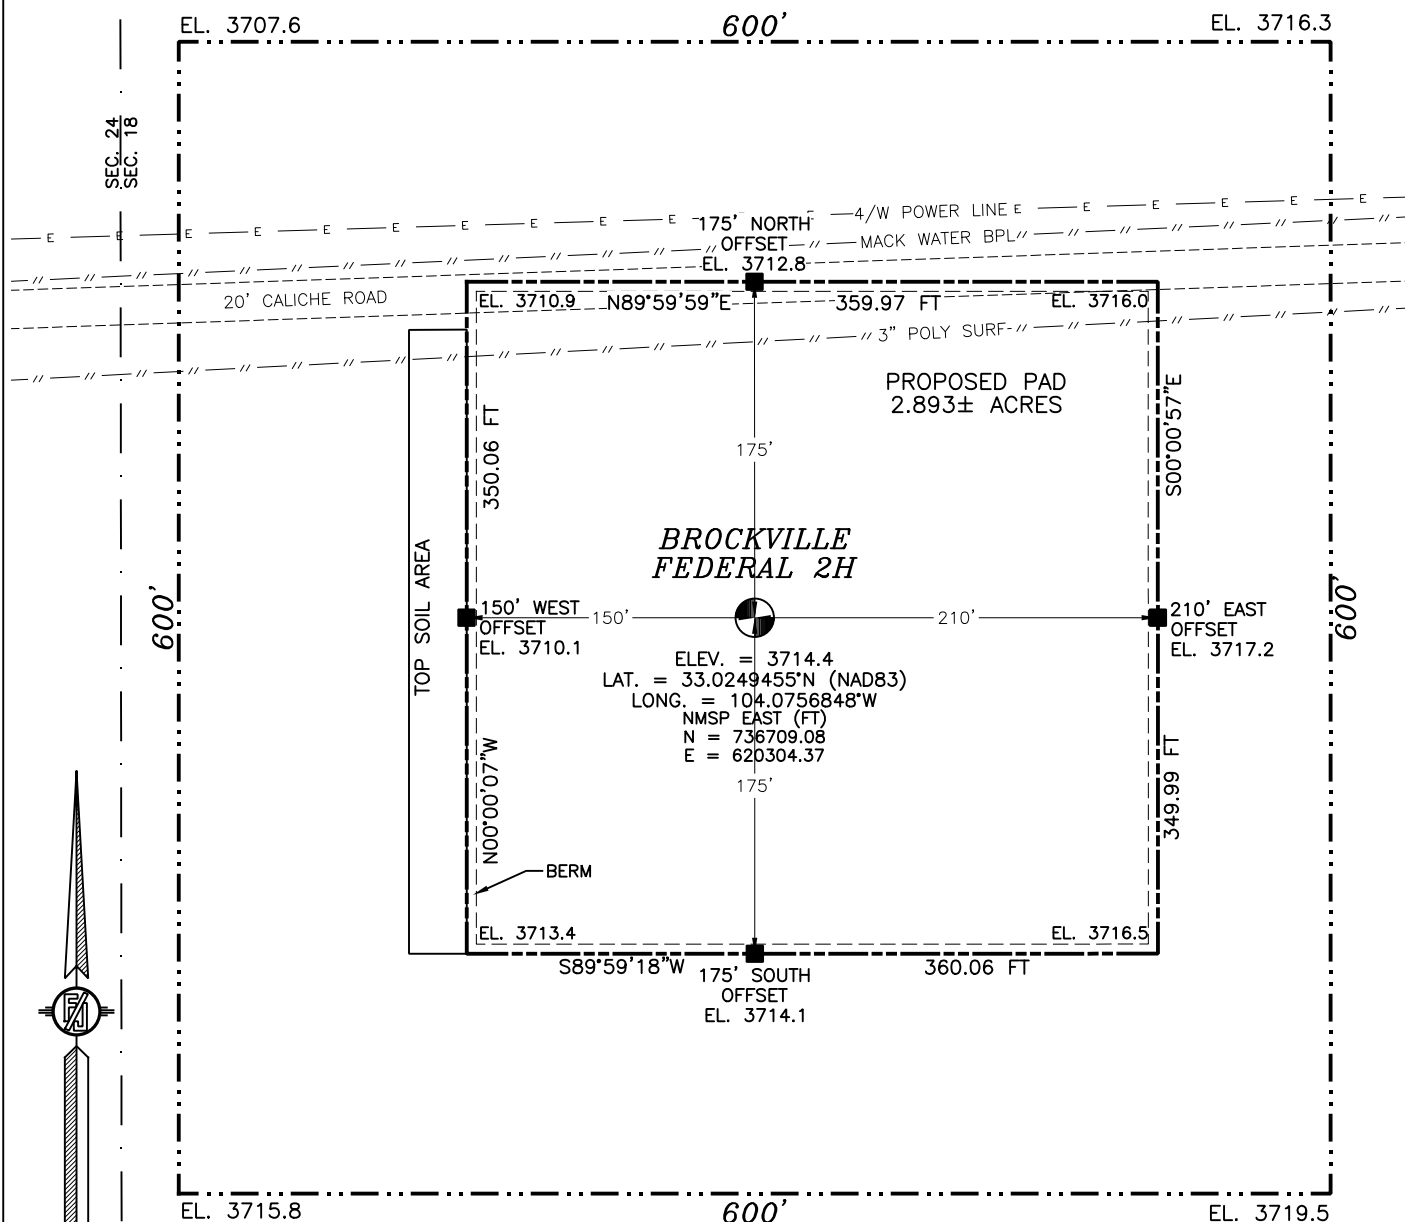 EL. 3707.6
600'
EL. 3716.3
SEC. 24
SEC. 18
E E E E E E E E 4/W POWER LINE E E E E E E
175' NORTH
OFFSET
EL. 3712.8
MACK WATER BPL
20' CALICHE ROAD
EL. 3710.9
N89°59'59"E
359.97 FT
EL. 3716.0
3" POLY SURF
PROPOSED PAD
2.893± ACRES
350.06 FT
S00°00'57"E
175'
BROCKVILLE
FEDERAL 2H
TOP SOIL AREA
600'
150' WEST
OFFSET
EL. 3710.1
150'
210'
210' EAST
OFFSET
EL. 3717.2
600'
ELEV. = 3714.4
LAT. = 33.0249455°N (NAD83)
LONG. = 104.0756848°W
NMSP EAST (FT)
N = 736709.08
E = 620304.37
N00°00'07"W
349.99 FT
175'
BERM
EL. 3713.4
EL. 3716.5
S89°59'18"W
360.06 FT
175' SOUTH
OFFSET
EL. 3714.1
FJ
EL. 3715.8
600'
EL. 3719.5